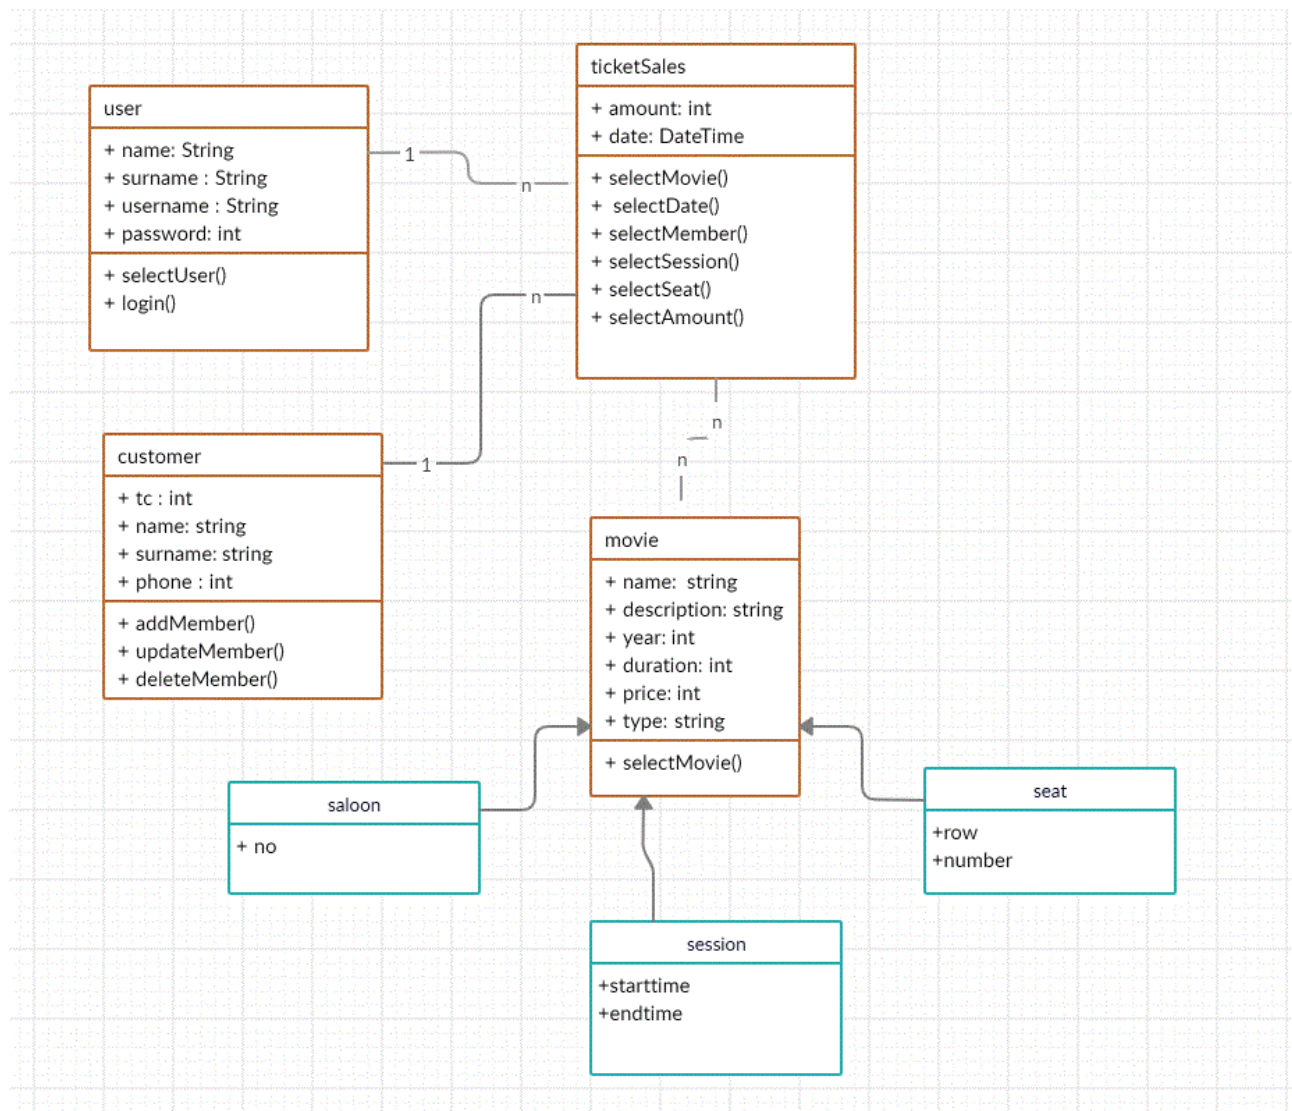 user
+ name: String
+ surname : String
+ username : String
+ password: int
+ selectUser()
+ login()
1
n
ticketSales
+ amount: int
+ date: DateTime
+ selectMovie()
+  selectDate()
+ selectMember()
+ selectSession()
+ selectSeat()
+ selectAmount()
n
1
customer
+ tc : int
+ name: string
+ surname: string
+ phone : int
+ addMember()
+ updateMember()
+ deleteMember()
n
n
movie
+ name:  string
+ description: string
+ year: int
+ duration: int
+ price: int
+ type: string
+ selectMovie()
saloon
+ no
seat
+row
+number
session
+starttime
+endtime